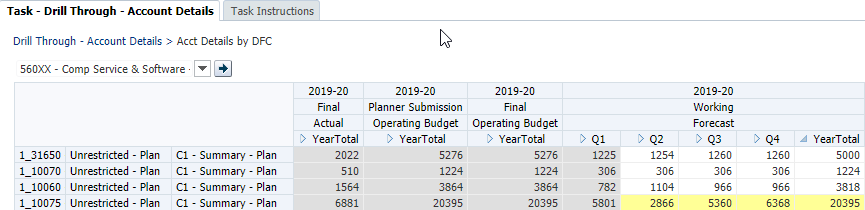 Task - Drill Through - Account Details Task Instructions
Drill Through - Account Details > Acct Details by DFC
560XX - Comp Service & Software -
2019-20 2019-20 2019-20 2019-20
Final Planner Submission Final Working
Actual Operating Budget Operating Budget Forecast
YearTotal YearTotal YearTotal Q1 Q2 Q3 Q4 YearTotal
1_31650 Unrestricted - Plan C1 - Summary - Plan 2022 5276 5276 1225 1254 1260 1260 5000
1_10070 Unrestricted - Plan C1 - Summary - Plan 510 1224 1224 306 306 306 306 1224
1_10060 Unrestricted - Plan C1 - Summary - Plan 1564 3864 3864 782 1104 966 966 3818
1_10075 Unrestricted - Plan C1 - Summary - Plan 6881 20395 20395 5801 2866 5360 6368 20395